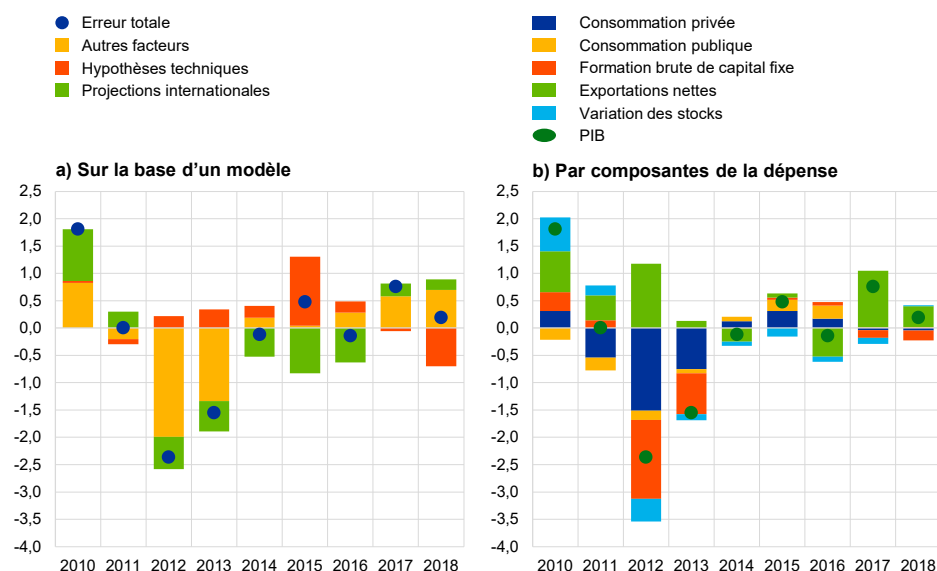 Erreur totale
Autres facteurs
Hypothèses techniques
Projections internationales
Consommation privée
Consommation publique
Formation brute de capital fixe
Exportations nettes
Variation des stocks
PIB
a) Sur la base d’un modèle
2,5
2,0
1,5
1,0
0,5
0,0
-0,5
-1,0
-1,5
-2,0
-2,5
-3,0
-3,5
-4,0
2010 2011 2012 2013 2014 2015 2016 2017 2018
b) Par composantes de la dépense
2,5
2,0
1,5
1,0
0,5
0,0
-0,5
-1,0
-1,5
-2,0
-2,5
-3,0
-3,5
-4,0
2010 2011 2012 2013 2014 2015 2016 2017 2018